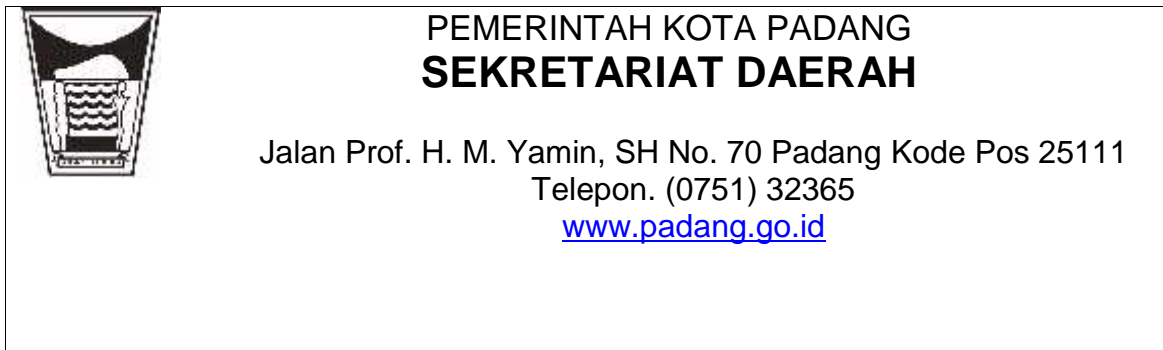 PEMERINTAH KOTA PADANG
SEKRETARIAT DAERAH
Jalan Prof. H. M. Yamin, SH No. 70 Padang Kode Pos 25111
Telepon. (0751) 32365
www.padang.go.id